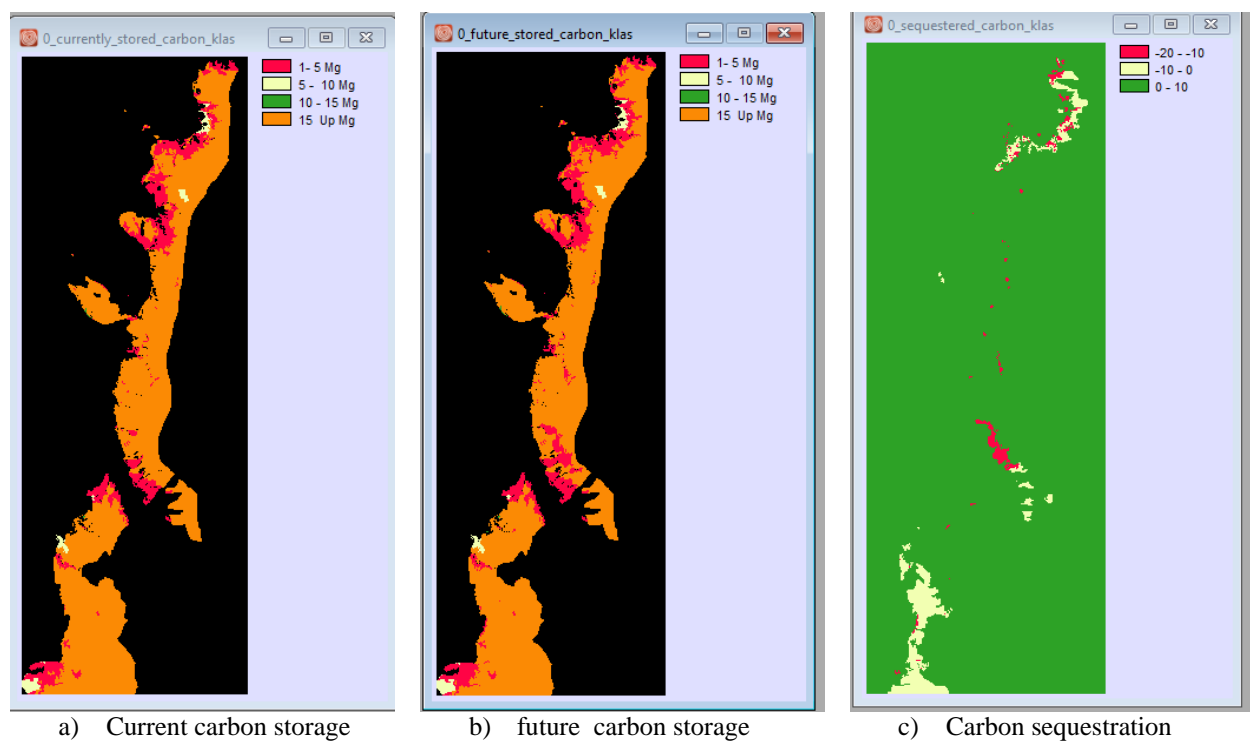 0_currently_stored_carbon_klas
1- 5 Mg
5 - 10 Mg
10 - 15 Mg
15 Up Mg
a) Current carbon storage
0_future_stored_carbon_klas
1- 5 Mg
5 - 10 Mg
10 - 15 Mg
15 Up Mg
b) future carbon storage
0_sequestered_carbon_klas
-20 - -10
-10 - 0
0 - 10
c) Carbon sequestration